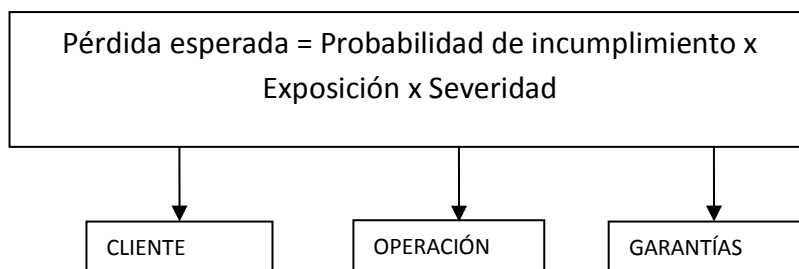 Pérdida esperada = Probabilidad de incumplimiento x
Exposición x Severidad
CLIENTE
OPERACIÓN
GARANTÍAS